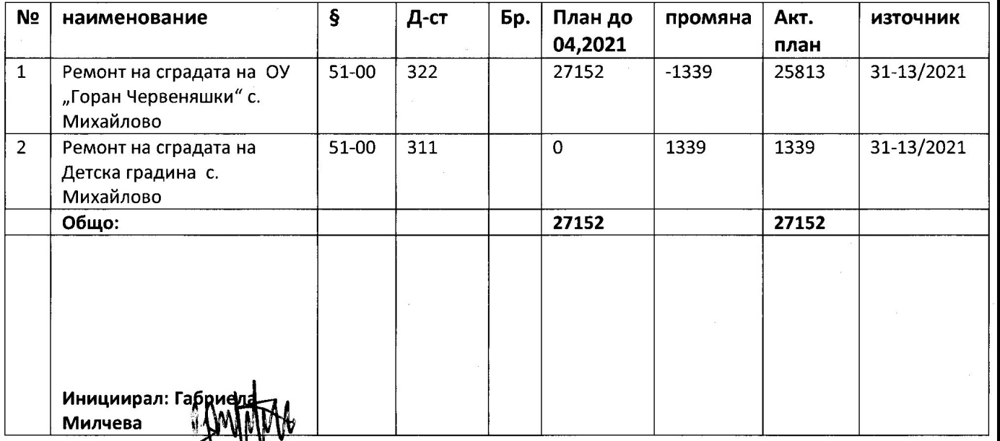 № наименование § Д-ст Бр. План до промяна Акт. източник
04,2021 план
1 Ремонт на сградата на ОУ 51-00 322 27152 -1339 25813 31-13/2021
„Горан Червеняшки“ с.
Михайлово
2 Ремонт на сградата на 51-00 311 0 1339 1339 31-13/2021
Детска градина с.
Михайлово
Общо: 27152 27152
Инициирал: Габриела
Милчева